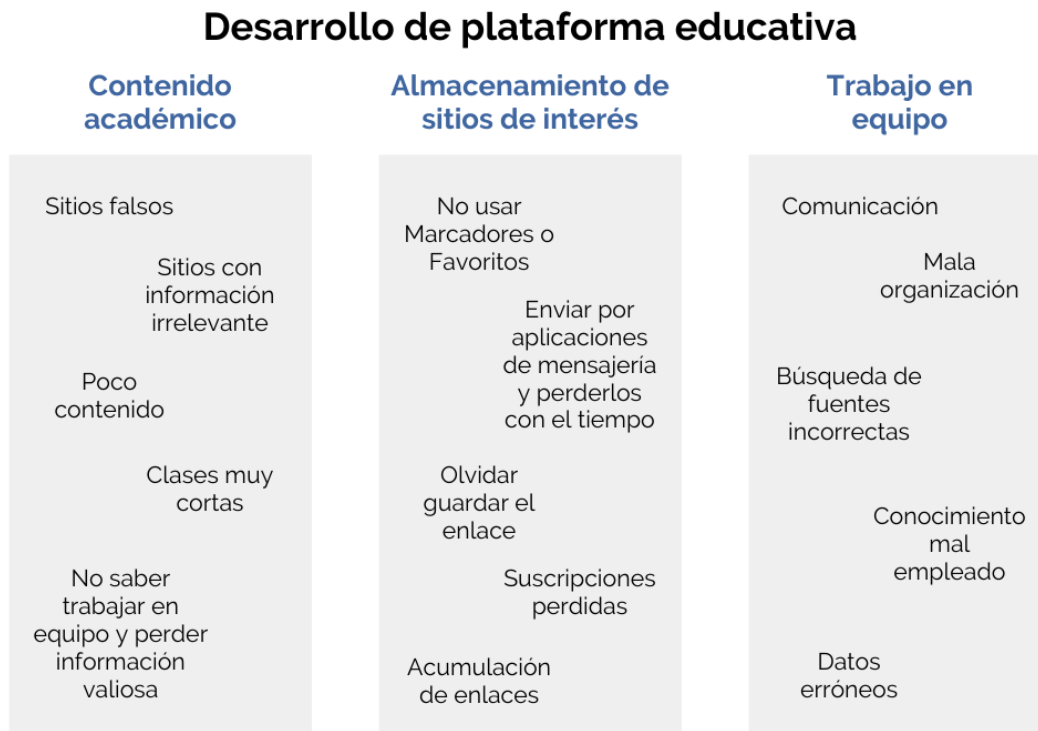 Desarrollo de plataforma educativa
Contenido
académico
Sitios falsos
Sitios con
información
irrelevante
Poco
contenido
Clases muy
cortas
No saber
trabajar en
equipo y perder
información
valiosa
Almacenamiento de
sitios de interés
No usar
Marcadores o
Favoritos
Enviar por
aplicaciones
de mensajería
y perderlos
con el tiempo
Olvidar
guardar el
enlace
Suscripciones
perdidas
Acumulación
de enlaces
Trabajo en
equipo
Comunicación
Mala
organización
Búsqueda de
fuentes
incorrectas
Conocimiento
mal
empleado
Datos
erróneos